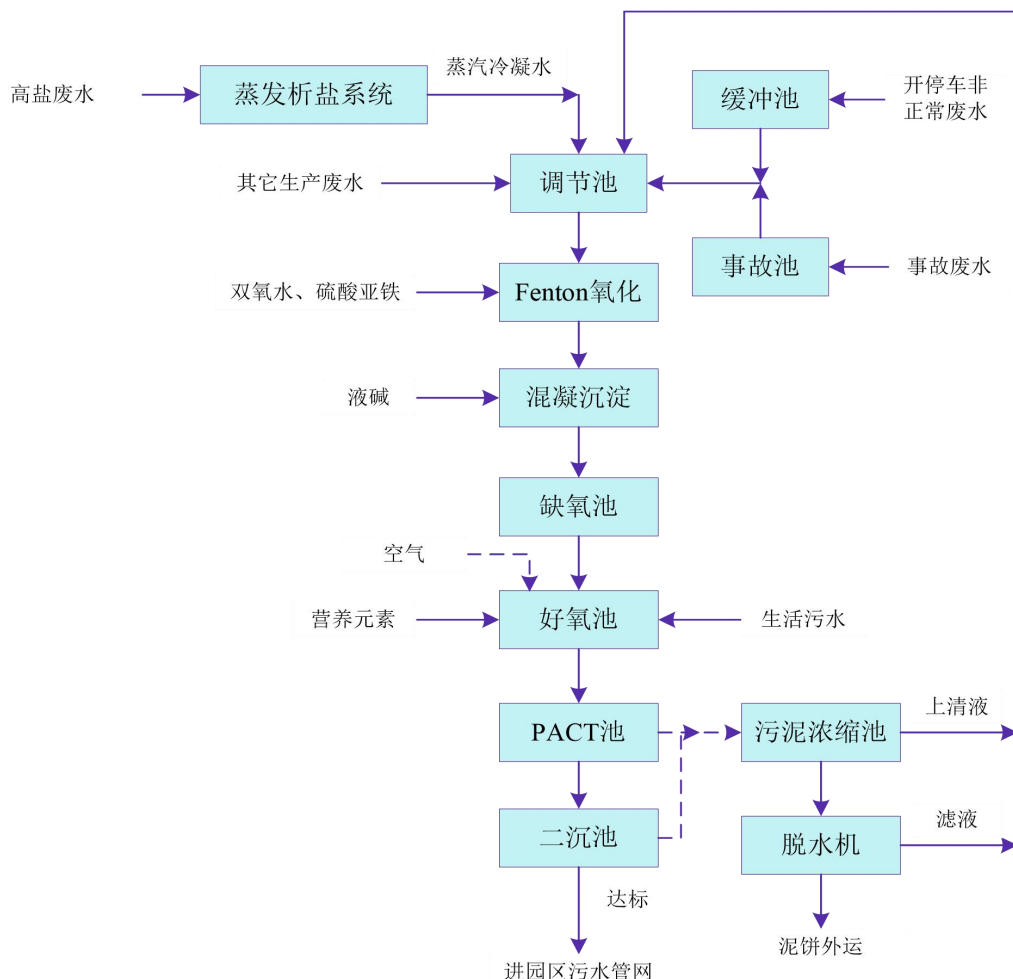 蒸汽冷凝水
高盐废水
蒸发析盐系统
缓冲池
开停车非
正常废水
其它生产废水
调节池
事故池
事故废水
双氧水、硫酸亚铁
Fenton氧化
液碱
混凝沉淀
缺氧池
空气
营养元素
好氧池
生活污水
PACT池
污泥浓缩池
上清液
二沉池
脱水机
滤液
达标
泥饼外运
进园区污水管网